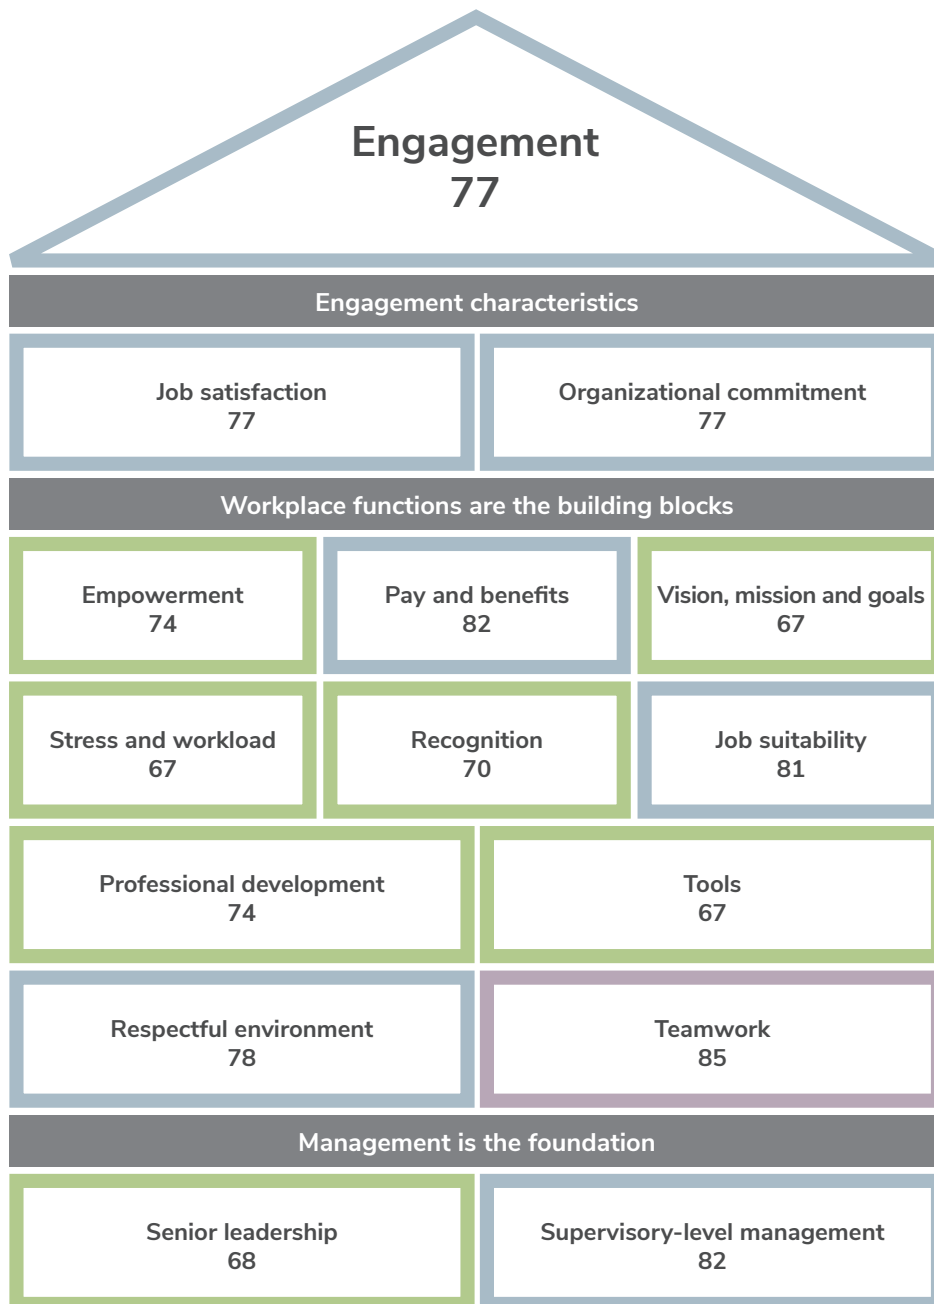 Engagement
77
Engagement characteristics
Job satisfaction
77
Organizational commitment
77
Workplace functions are the building blocks
Empowerment
74
Pay and benefits
82
Vision, mission and goals
67
Stress and workload
67
Recognition
70
Job suitability
81
Professional development
74
Tools
67
Respectful environment
78
Teamwork
85
Management is the foundation
Senior leadership
68
Supervisory-level management
82